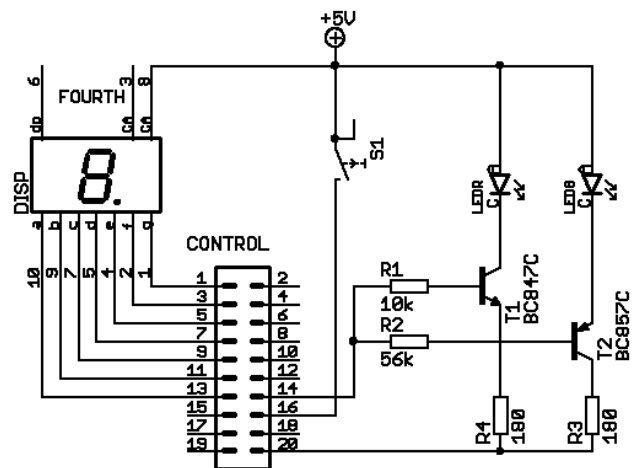 +5V
6
3
8
FOURTH
dp
CA
CA
DISP
8.
a
b
c
d
e
f
g
10
9
7
5
4
2
1
S1
LEDR
C
LEDB
C
CONTROL
1 2
3 4
5 6
7 8
9 10
11 12
13 14
15 16
17 18
19 20
R1
10k
R2
56k
T1
BC847C
T2
BC857C
R4
180
R3
180